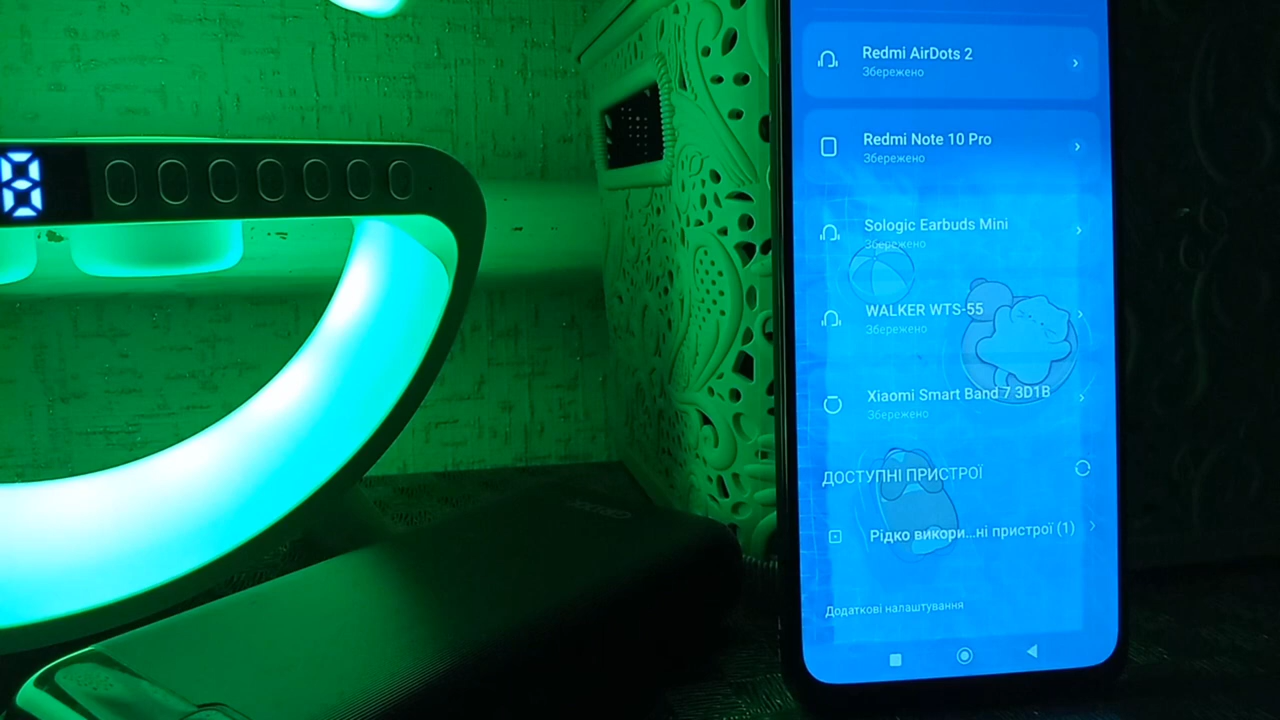 8
Redmi AirDots 2
Збережено
Redmi Note 10 Pro
Збережено
Sologic Earbuds Mini
Збережено
WALKER WTS-55
Збережено
Xiaomi Smart Band 7 3D1B
Збережено
ДОСТУПНІ ПРИСТРОЇ
Рідко викори...ні пристрої (1)
Додаткові налаштування